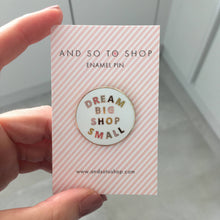 AND SO TO SHOP
ENAMEL PIN
DREAM
BIG
SHOP
SMALL
www.andsotoshop.com